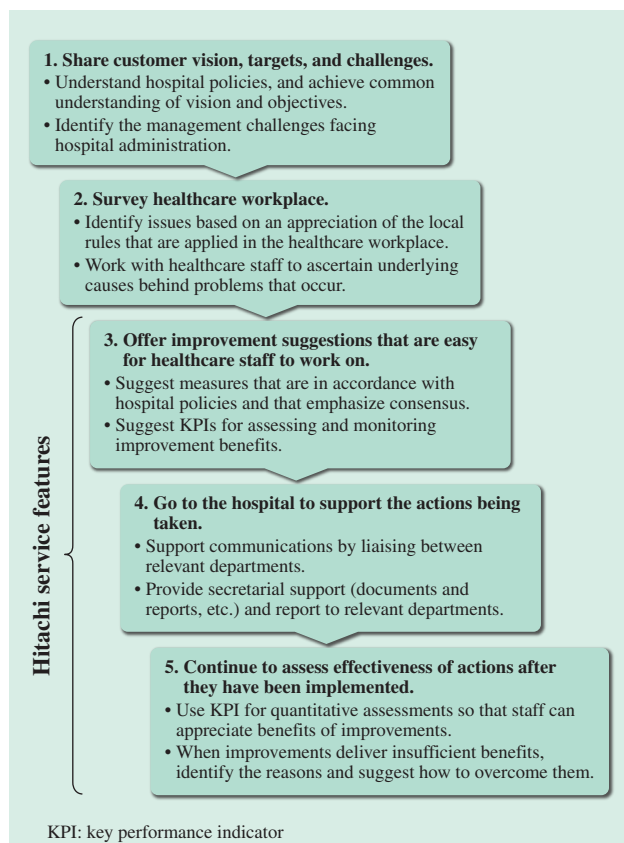 1. Share customer vision, targets, and challenges.
• Understand hospital policies, and achieve common
understanding of vision and objectives.
• Identify the management challenges facing
hospital administration.
2. Survey healthcare workplace.
• Identify issues based on an appreciation of the local
rules that are applied in the healthcare workplace.
• Work with healthcare staff to ascertain underlying
causes behind problems that occur.
Hitachi service features
3. Offer improvement suggestions that are easy
for healthcare staff to work on.
• Suggest measures that are in accordance with
hospital policies and that emphasize consensus.
• Suggest KPIs for assessing and monitoring
improvement benefits.
4. Go to the hospital to support the actions being
taken.
• Support communications by liaising between
relevant departments.
• Provide secretarial support (documents and
reports, etc.) and report to relevant departments.
5. Continue to assess effectiveness of actions after
they have been implemented.
• Use KPI for quantitative assessments so that staff can
appreciate benefits of improvements.
• When improvements deliver insufficient benefits,
identify the reasons and suggest how to overcome them.
KPI: key performance indicator